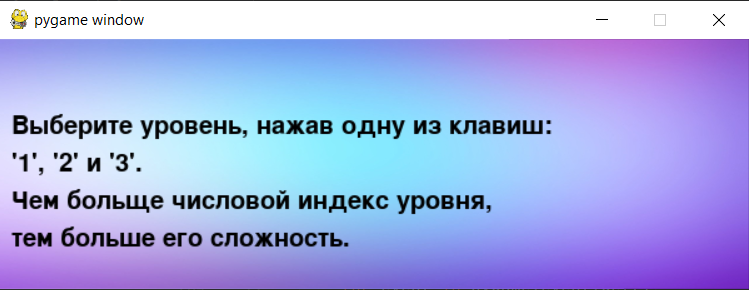 pygame window
Выберите уровень, нажав одну из клавиш:
'1', '2' и '3'.
Чем больще числовой индекс уровня,
тем больше его сложность.